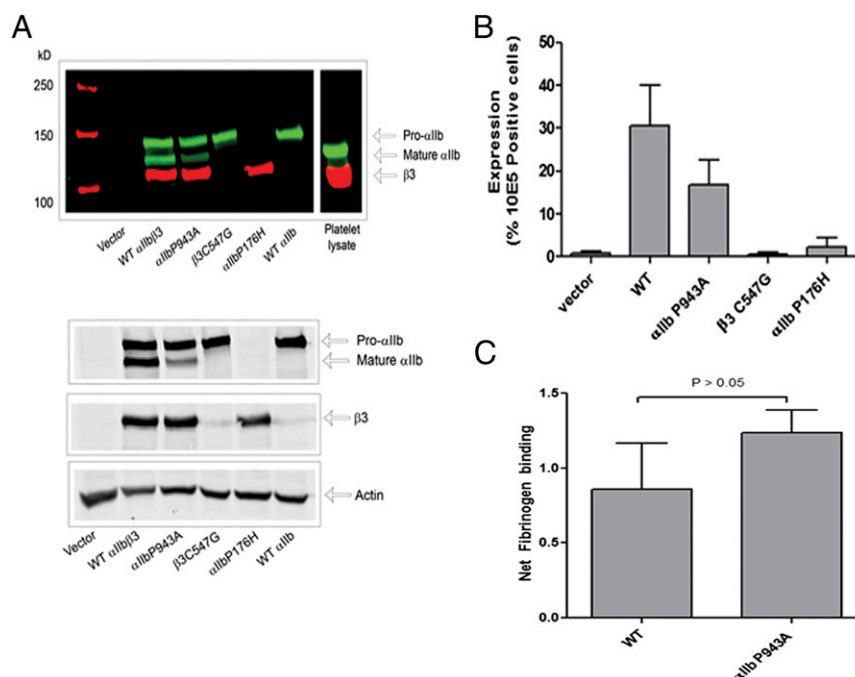 A
kD
250
150
100
Pro-αIIb
Mature αIIb
β3
Vector
WT αIIbβ3
αIIbP943A
β3C547G
αIIbP176H
WT αIIb
Platelet
lysate
Pro-αIIb
Mature αIIb
β3
Actin
Vector
WT αIIbβ3
αIIbP943A
β3C547G
αIIbP176H
WT αIIb
B
Expression
(% 10E5 Positive cells)
50
40
30
20
10
0
vector
WT
αIIb P943A
β3 C547G
αIIb P176H
C
P > 0.05
Net Fibrinogen binding
1.5
1.0
0.5
0.0
WT
αIIb P943A